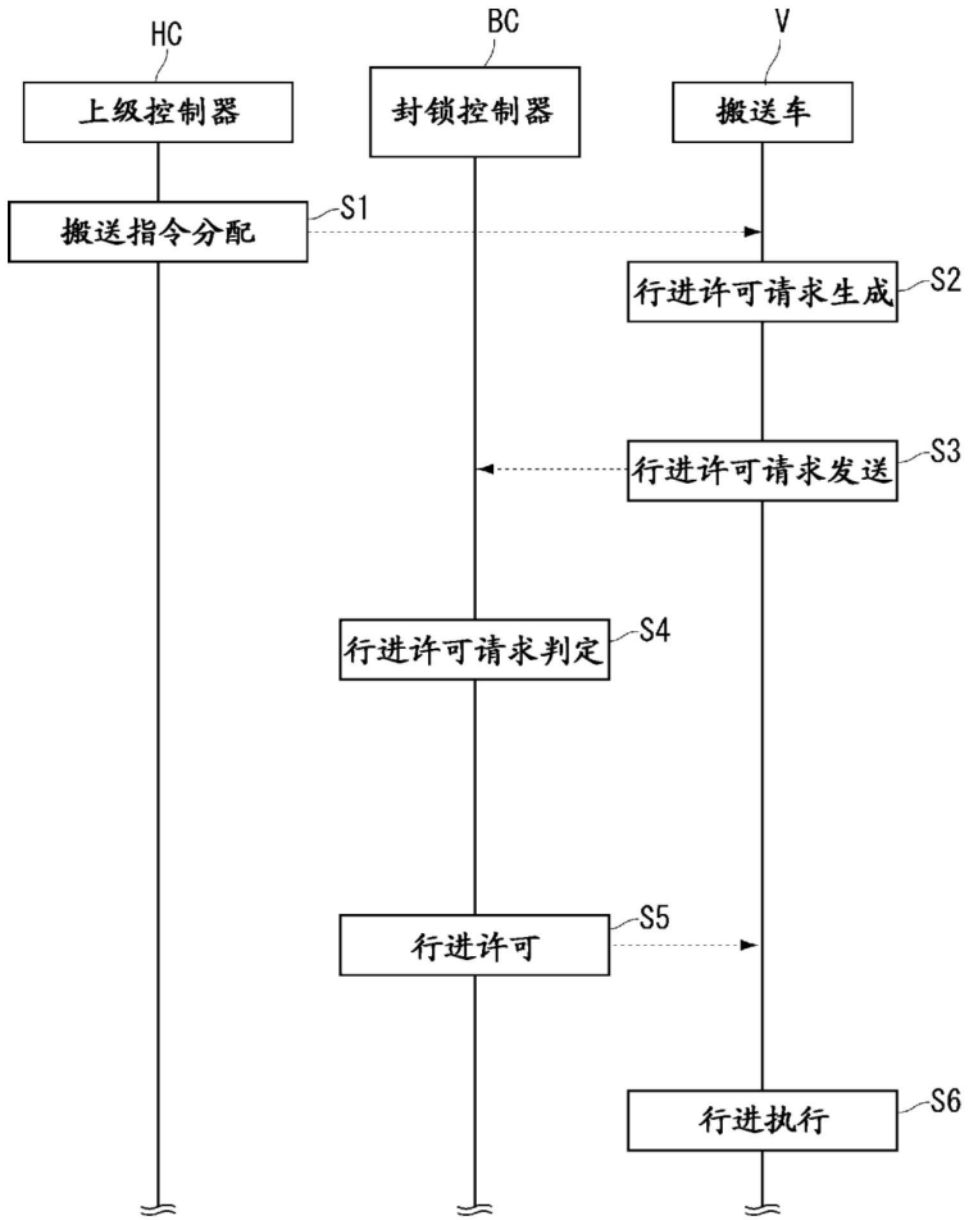 HC
BC
V
上级控制器
封锁控制器
搬送车
搬送指令分配
S1
行进许可请求生成
S2
行进许可请求发送
S3
行进许可请求判定
S4
行进许可
S5
行进执行
S6